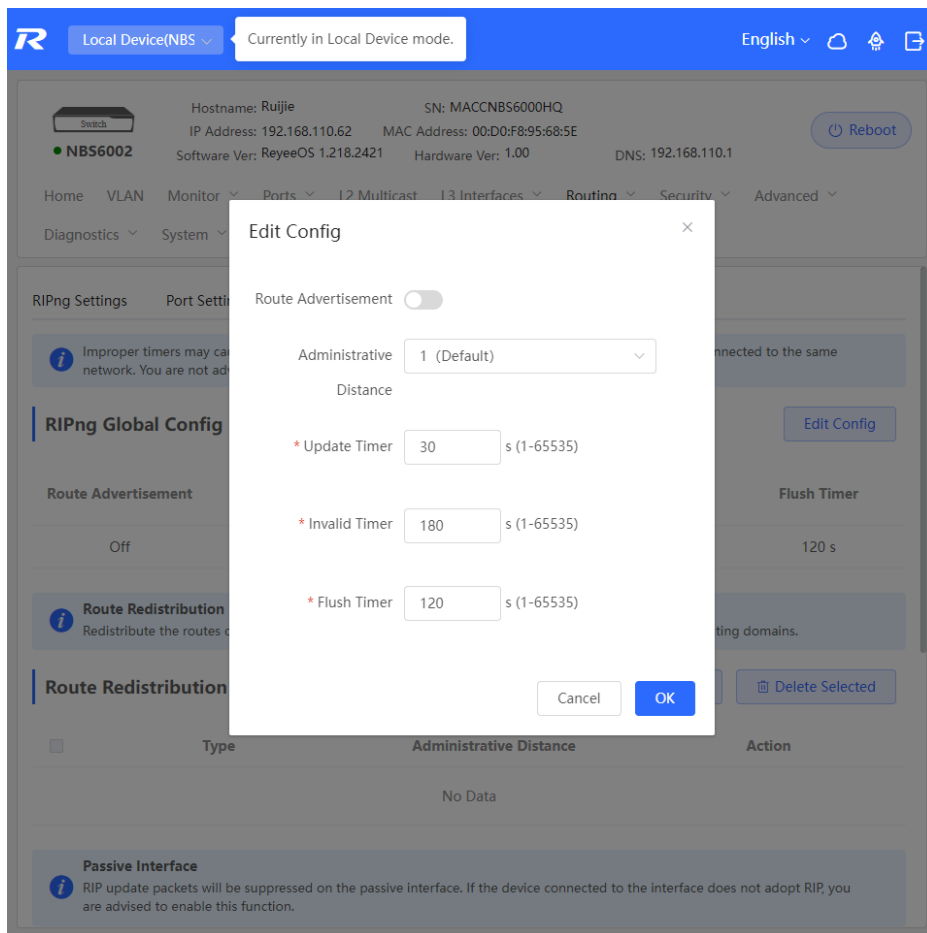 Local Device(NBS
Currently in Local Device mode.
English
Switch
NBS6002
Hostname: Ruijie
SN: MACCNBS6000HQ
IP Address: 192.168.110.62
MAC Address: 00:D0:F8:95:68:5E
Software Ver: ReyeeOS 1.218.2421
Hardware Ver: 1.00
DNS: 192.168.110.1
Reboot
Home VLAN Monitor Ports L2 Multicast L3 Interfaces Routing Security Advanced
Diagnostics System
Edit Config
RIPng Settings Port Setti
Route Advertisement
Improper timers may ca
nnected to the same
network. You are not ad
Administrative
Distance
1 (Default)
RIPng Global Config
Edit Config
* Update Timer 30 s (1-65535)
Route Advertisement
Flush Timer
* Invalid Timer 180 s (1-65535)
Off
120 s
* Flush Timer 120 s (1-65535)
Route Redistribution
Redistribute the routes
ting domains.
Route Redistribution
Delete Selected
Cancel OK
Type Administrative Distance Action
No Data
Passive Interface
RIP update packets will be suppressed on the passive interface. If the device connected to the interface does not adopt RIP, you
are advised to enable this function.